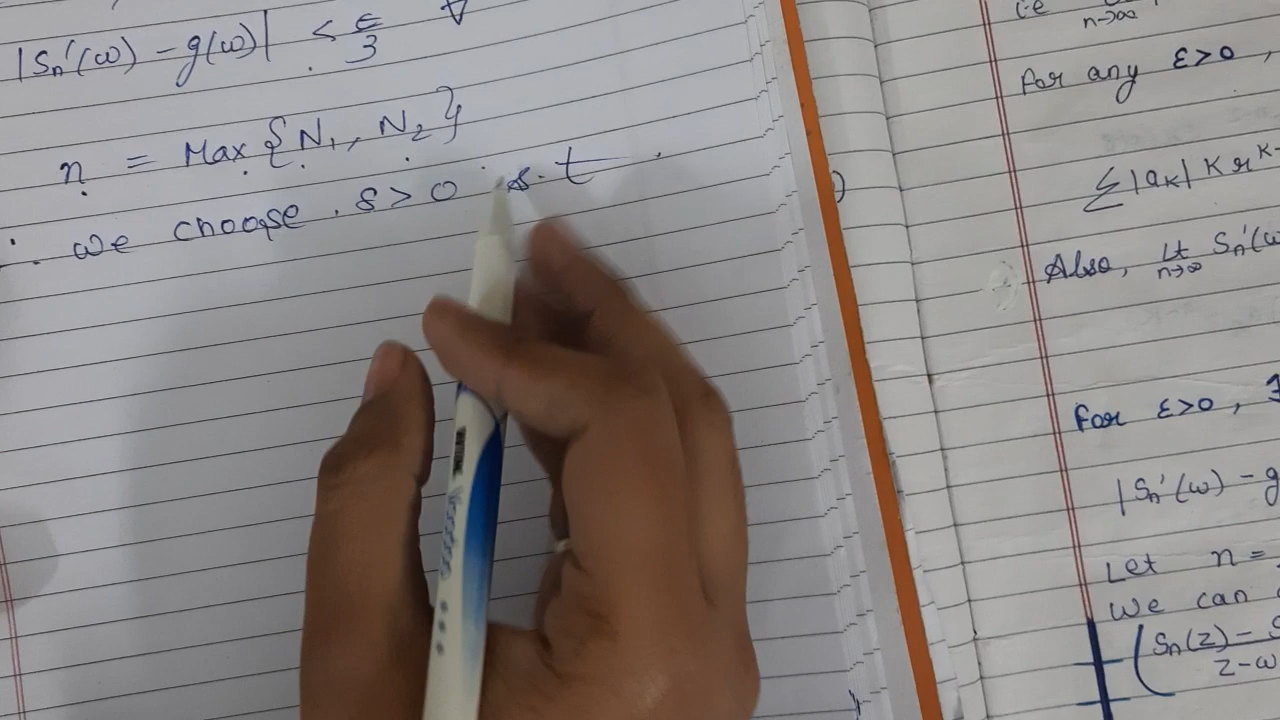 |Sn'(ω) - g(ω)| < ε/3 ∀
n = Max {N₁, N₂}
∴ we choose δ > 0 s.t
i.e
n→∞
for any ε>0,
Σ|aK| K r^K-
Also, Lt n→∞ Sn'(ω
for ε>0, ∃
|Sn'(ω) - g
Let n =
We can
(Sn(z) - S
z-ω